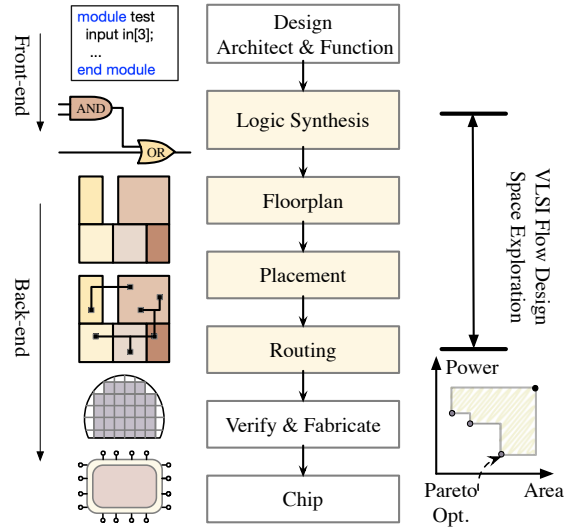 module test
input in[3];
...
end module
Front-end
AND
OR
Back-end
Design
Architect & Function
Logic Synthesis
Floorplan
Placement
Routing
Verify & Fabricate
Chip
VLSI Flow Design
Space Exploration
Power
Area
Pareto
Opt.